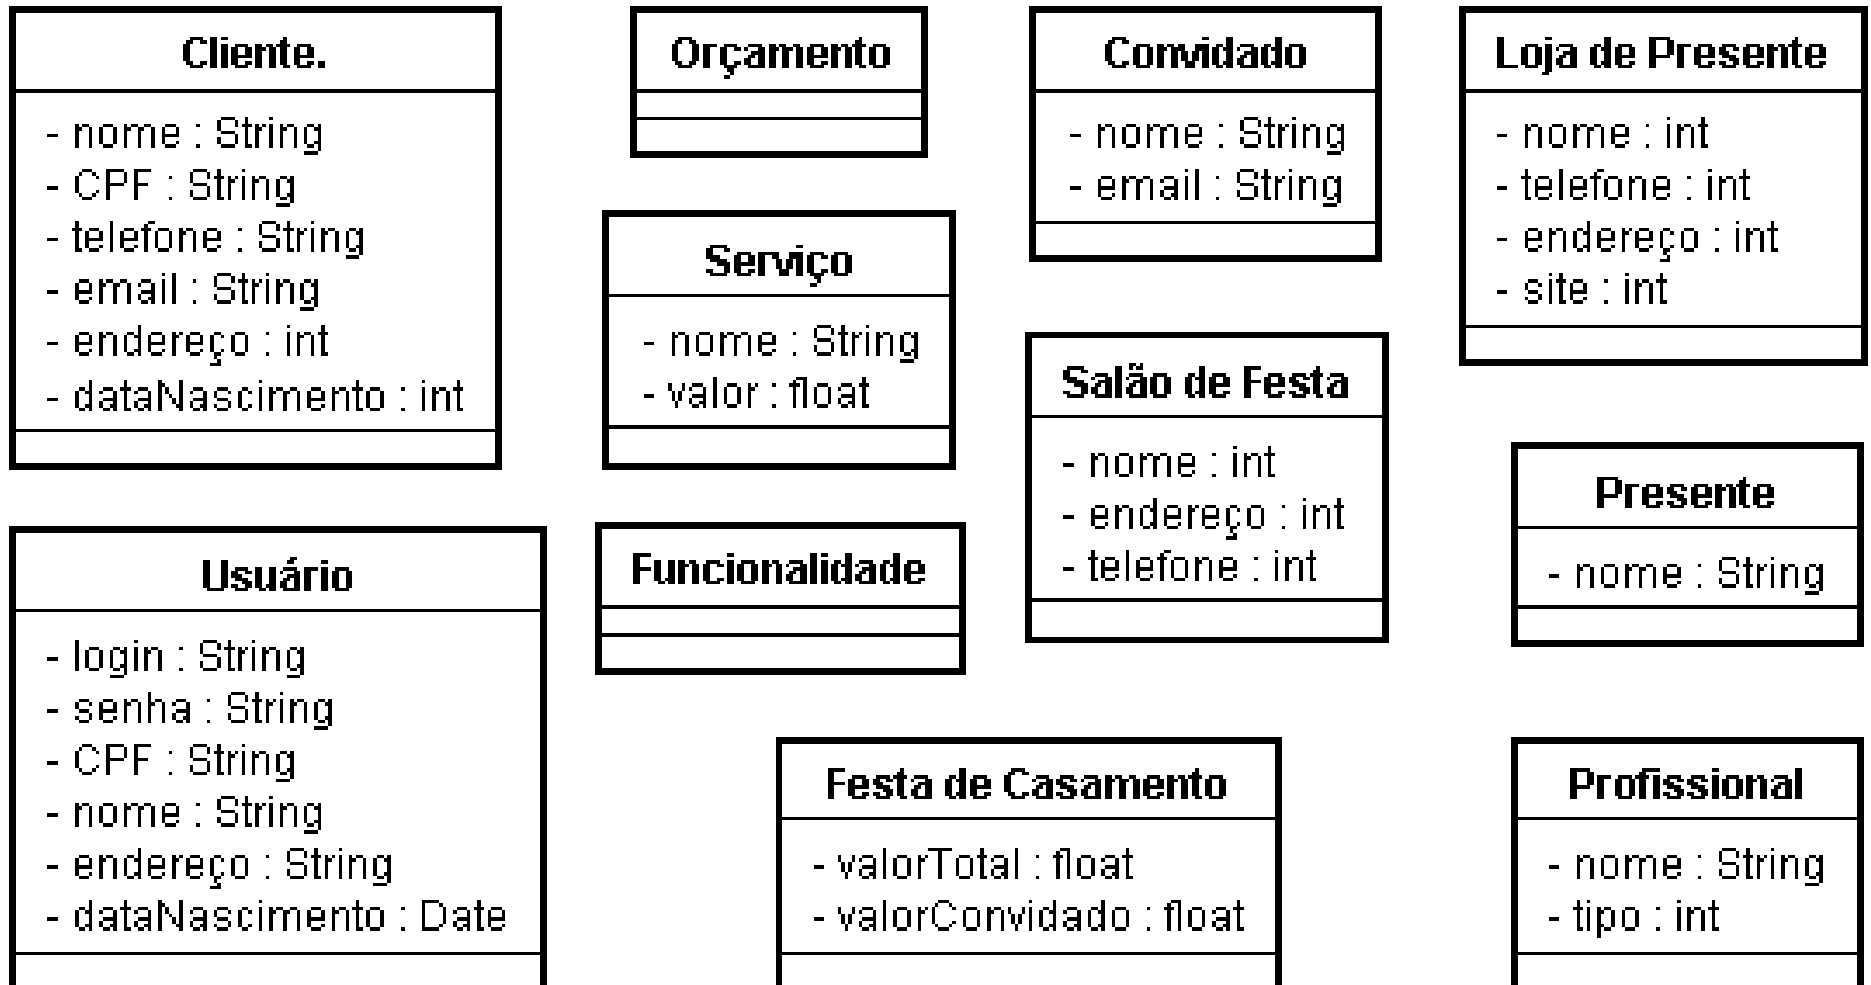 Cliente.
- nome : String
- CPF : String
- telefone : String
- email : String
- endereço : int
- dataNascimento : int
Orçamento
Convidado
- nome : String
- email : String
Loja de Presente
- nome : int
- telefone : int
- endereço : int
- site : int
Serviço
- nome : String
- valor : float
Salão de Festa
- nome : int
- endereço : int
- telefone : int
Presente
- nome : String
Usuário
- login : String
- senha : String
- CPF : String
- nome : String
- endereço : String
- dataNascimento : Date
Funcionalidade
Festa de Casamento
- valorTotal : float
- valorConvidado : float
Profissional
- nome : String
- tipo : int